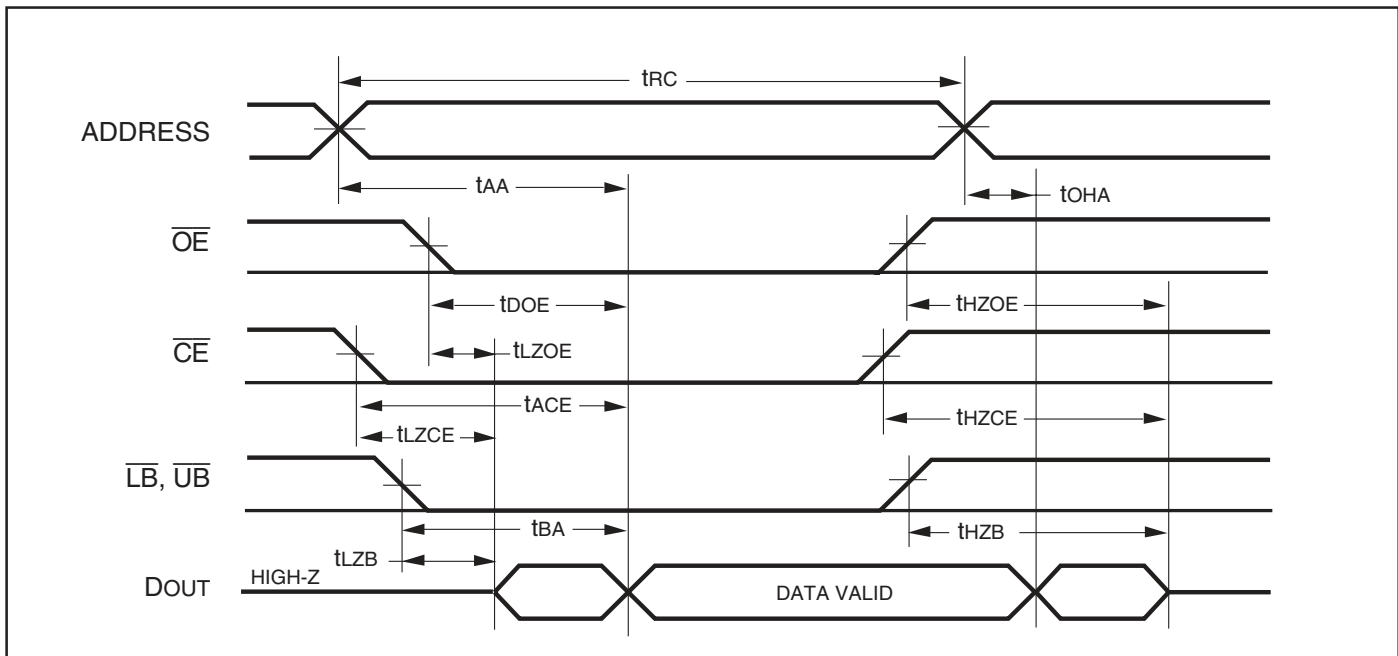 tRC
ADDRESS
tAA
tOHA
OE
tDOE
tHZOE
CE
tLZOE
tACE
tHZCE
tLZCE
LB, UB
tBA
tHZB
tLZB
HIGH-Z
DOUT
DATA VALID